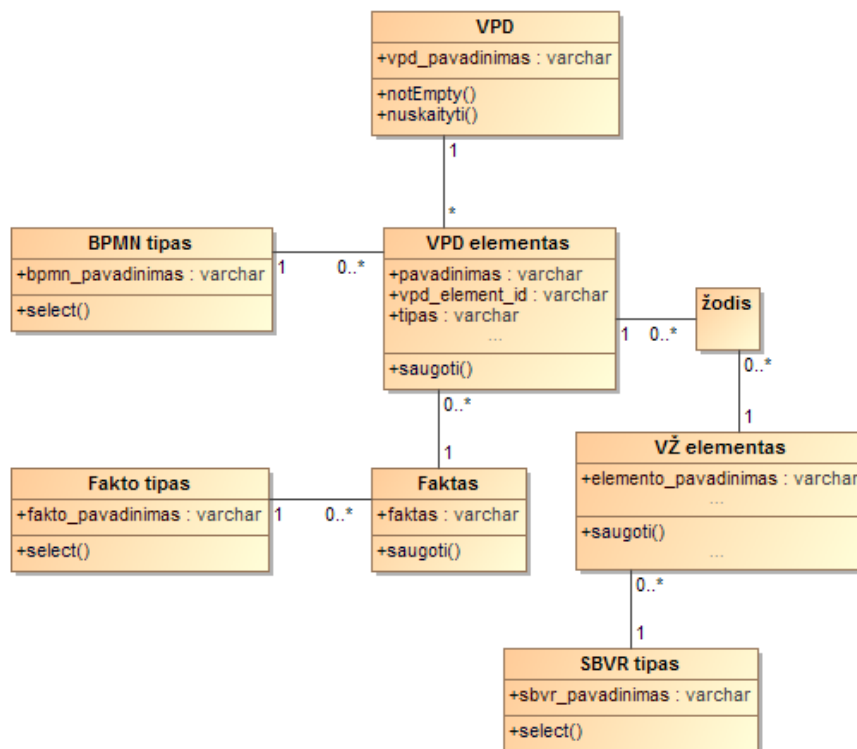 VPD
+vpd_pavadinimas : varchar
+notEmpty()
+nuskaityti()
1
*
BPMN tipas
+bpmn_pavadinimas : varchar
+select()
1
0..*
VPD elementas
+pavadinimas : varchar
+vpd_element_id : varchar
+tipas : varchar
...
+saugoti()
1
0..*
žodis
0..*
1
0..*
1
VŽ elementas
+elemento_pavadinimas : varchar
...
+saugoti()
...
Fakto tipas
+fakto_pavadinimas : varchar
+select()
1
0..*
Faktas
+faktas : varchar
+saugoti()
0..*
1
SBVR tipas
+sbvr_pavadinimas : varchar
+select()